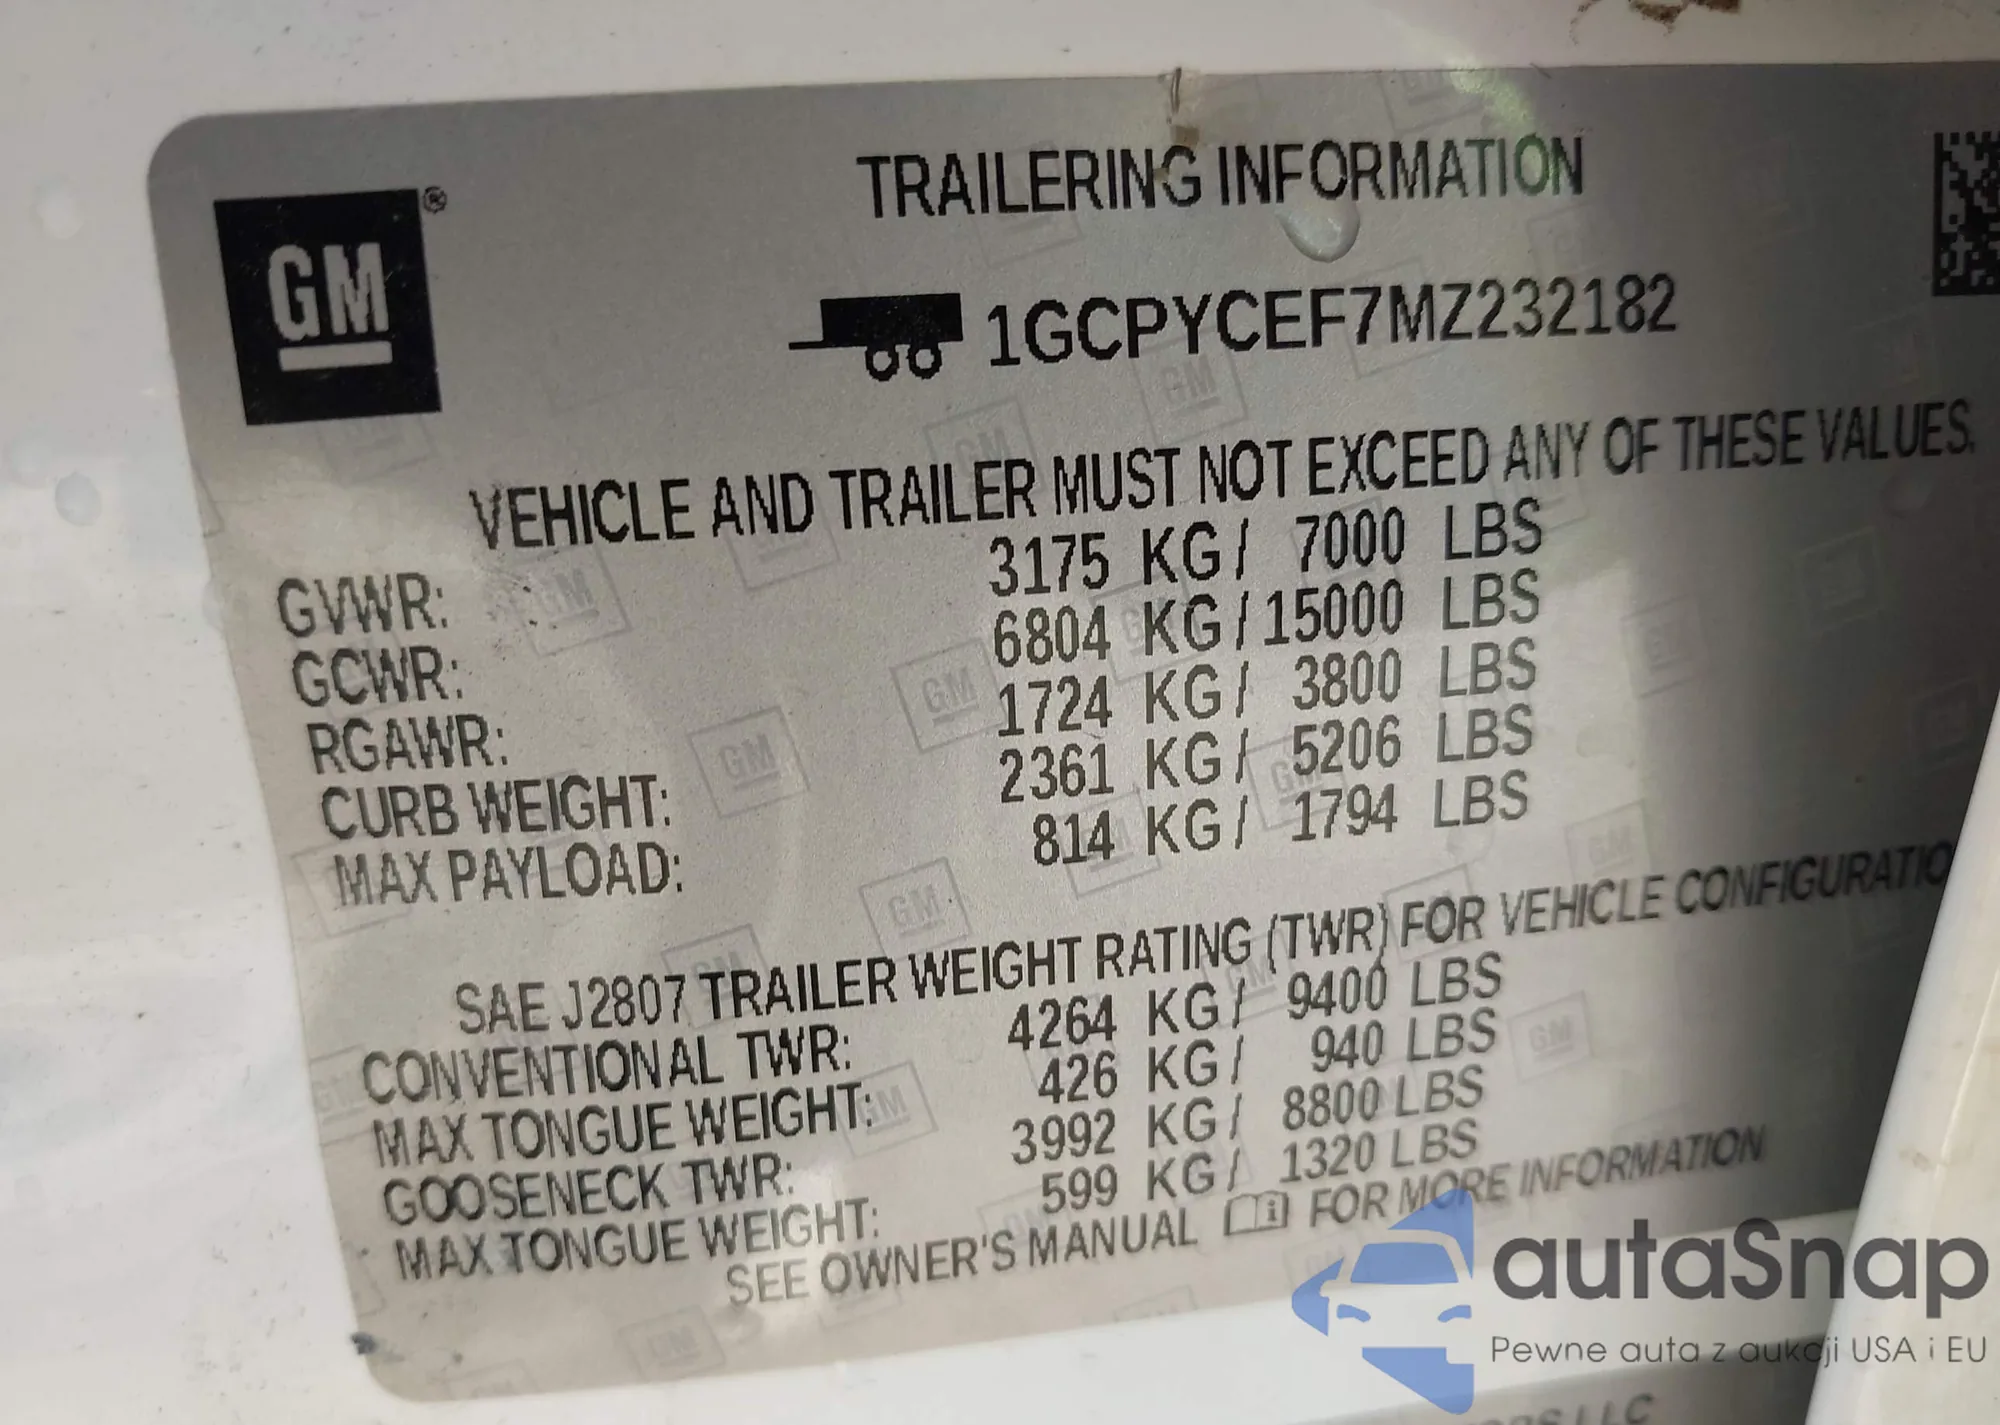 GM ®
TRAILERING INFORMATION
1GCPYCEF7MZ232182
VEHICLE AND TRAILER MUST NOT EXCEED ANY OF THESE VALUES.
GVWR: 3175 KG / 7000 LBS
GCWR: 6804 KG / 15000 LBS
RGAWR: 1724 KG / 3800 LBS
CURB WEIGHT: 2361 KG / 5206 LBS
MAX PAYLOAD: 814 KG / 1794 LBS
SAE J2807 TRAILER WEIGHT RATING (TWR) FOR VEHICLE CONFIGURATIO
CONVENTIONAL TWR: 4264 KG / 9400 LBS
MAX TONGUE WEIGHT: 426 KG / 940 LBS
GOOSENECK TWR: 3992 KG / 8800 LBS
MAX TONGUE WEIGHT: 599 KG / 1320 LBS
SEE OWNER'S MANUAL FOR MORE INFORMATION
autaSnap
Pewne auta z aukcji USA i EU
LLC